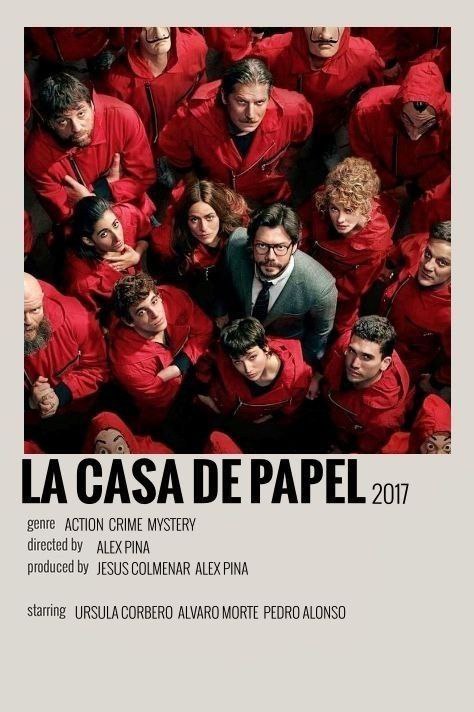 LA CASA DE PAPEL 2017
genre ACTION CRIME MYSTERY
directed by ALEX PINA
produced by JESUS COLMENAR ALEX PINA
starring URSULA CORBERO ALVARO MORTE PEDRO ALONSO